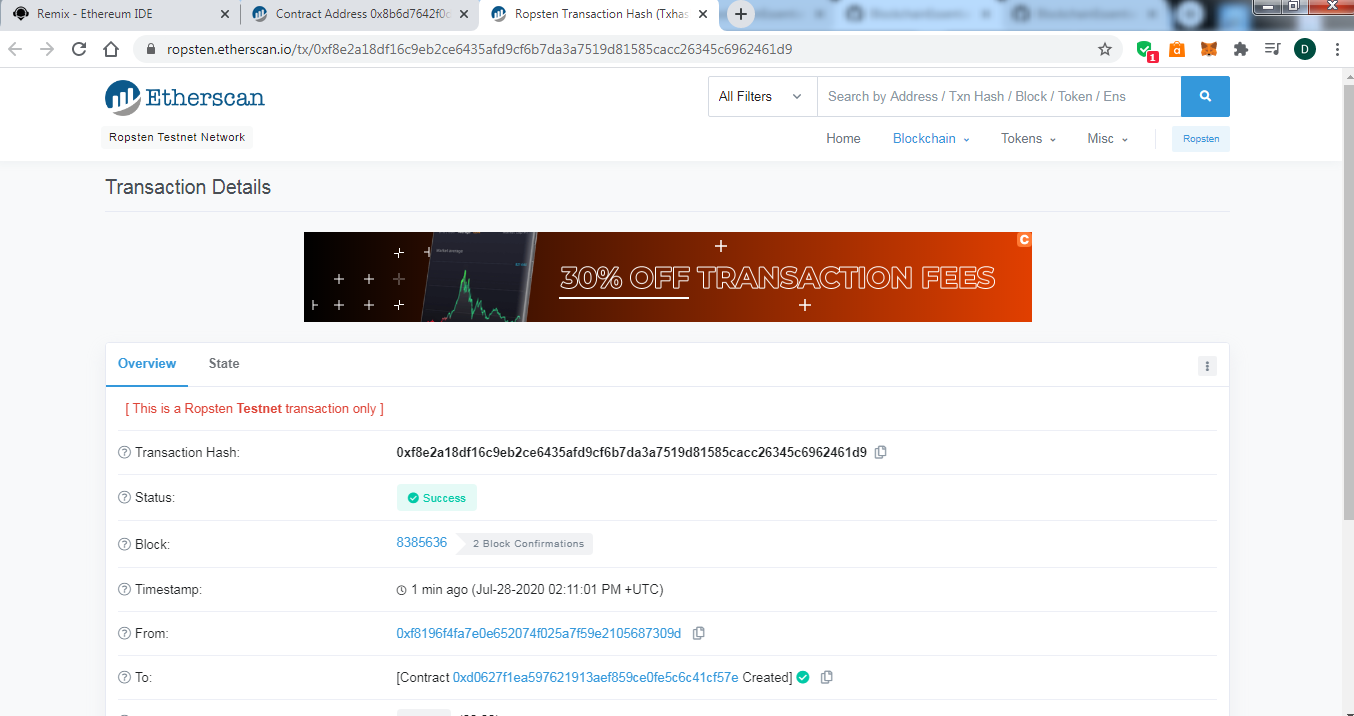 Remix - Ethereum IDE
Contract Address 0x8b6d7642f0c
Ropsten Transaction Hash (Txhas
ropsten.etherscan.io/tx/0xf8e2a18df16c9eb2ce6435afd9cf6b7da3a7519d81585cacc26345c6962461d9
1
a
D
Etherscan
All Filters
Search by Address / Txn Hash / Block / Token / Ens
Ropsten Testnet Network
Home
Blockchain
Tokens
Misc
Ropsten
Transaction Details
30% OFF TRANSACTION FEES
C
Overview
State
[ This is a Ropsten Testnet transaction only ]
Transaction Hash:
0xf8e2a18df16c9eb2ce6435afd9cf6b7da3a7519d81585cacc26345c6962461d9
Status:
Success
Block:
8385636
2 Block Confirmations
Timestamp:
1 min ago (Jul-28-2020 02:11:01 PM +UTC)
From:
0xf8196f4fa7e0e652074f025a7f59e2105687309d
To:
[Contract 0xd0627f1ea597621913aef859ce0fe5c6c41cf57e Created]